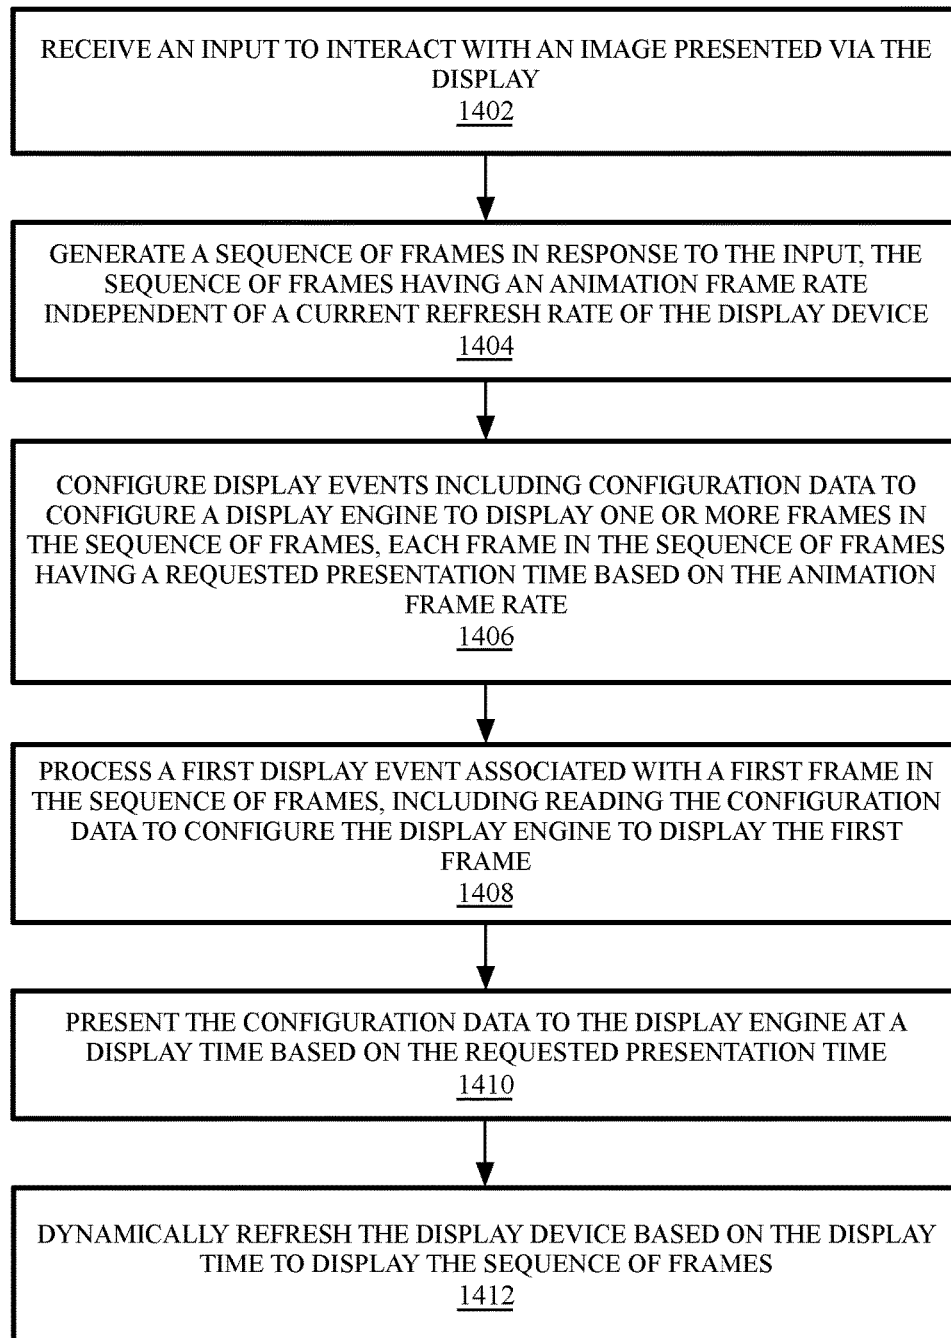 RECEIVE AN INPUT TO INTERACT WITH AN IMAGE PRESENTED VIA THE
DISPLAY
1402
GENERATE A SEQUENCE OF FRAMES IN RESPONSE TO THE INPUT, THE
SEQUENCE OF FRAMES HAVING AN ANIMATION FRAME RATE
INDEPENDENT OF A CURRENT REFRESH RATE OF THE DISPLAY DEVICE
1404
CONFIGURE DISPLAY EVENTS INCLUDING CONFIGURATION DATA TO
CONFIGURE A DISPLAY ENGINE TO DISPLAY ONE OR MORE FRAMES IN
THE SEQUENCE OF FRAMES, EACH FRAME IN THE SEQUENCE OF FRAMES
HAVING A REQUESTED PRESENTATION TIME BASED ON THE ANIMATION
FRAME RATE
1406
PROCESS A FIRST DISPLAY EVENT ASSOCIATED WITH A FIRST FRAME IN
THE SEQUENCE OF FRAMES, INCLUDING READING THE CONFIGURATION
DATA TO CONFIGURE THE DISPLAY ENGINE TO DISPLAY THE FIRST
FRAME
1408
PRESENT THE CONFIGURATION DATA TO THE DISPLAY ENGINE AT A
DISPLAY TIME BASED ON THE REQUESTED PRESENTATION TIME
1410
DYNAMICALLY REFRESH THE DISPLAY DEVICE BASED ON THE DISPLAY
TIME TO DISPLAY THE SEQUENCE OF FRAMES
1412